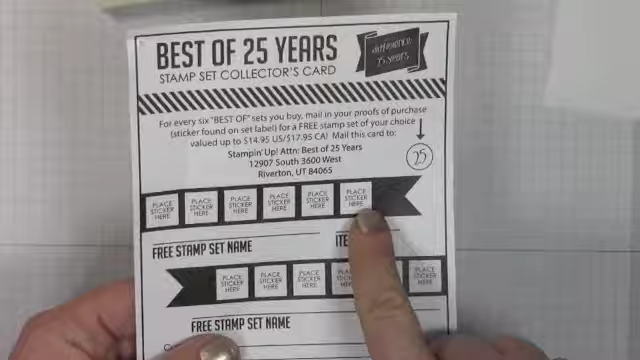 BEST OF 25 YEARS
STAMP SET COLLECTOR'S CARD
25 YEARS
For every six "BEST OF" sets you buy, mail in your proofs of purchase
(sticker found on set label) for a FREE stamp set of your choice
valued up to $14.95 US/$17.95 CA! Mail this card to:
Stampin' Up! Attn: Best of 25 Years
12907 South 3600 West
Riverton, UT 84065
25
PLACE STICKER HERE PLACE STICKER HERE PLACE STICKER HERE PLACE STICKER HERE PLACE STICKER HERE PLACE STICKER HERE
FREE STAMP SET NAME
PLACE STICKER HERE PLACE STICKER HERE PLACE STICKER HERE PLACE STICKER HERE
FREE STAMP SET NAME